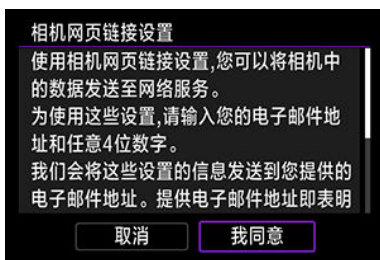 相机网页链接设置
使用相机网页链接设置,您可以将相机中
的数据发送至网络服务。
为使用这些设置,请输入您的电子邮件地
址和任意4位数字。
我们会将这些设置的信息发送到您提供的
电子邮件地址。提供电子邮件地址即表明
取消
我同意